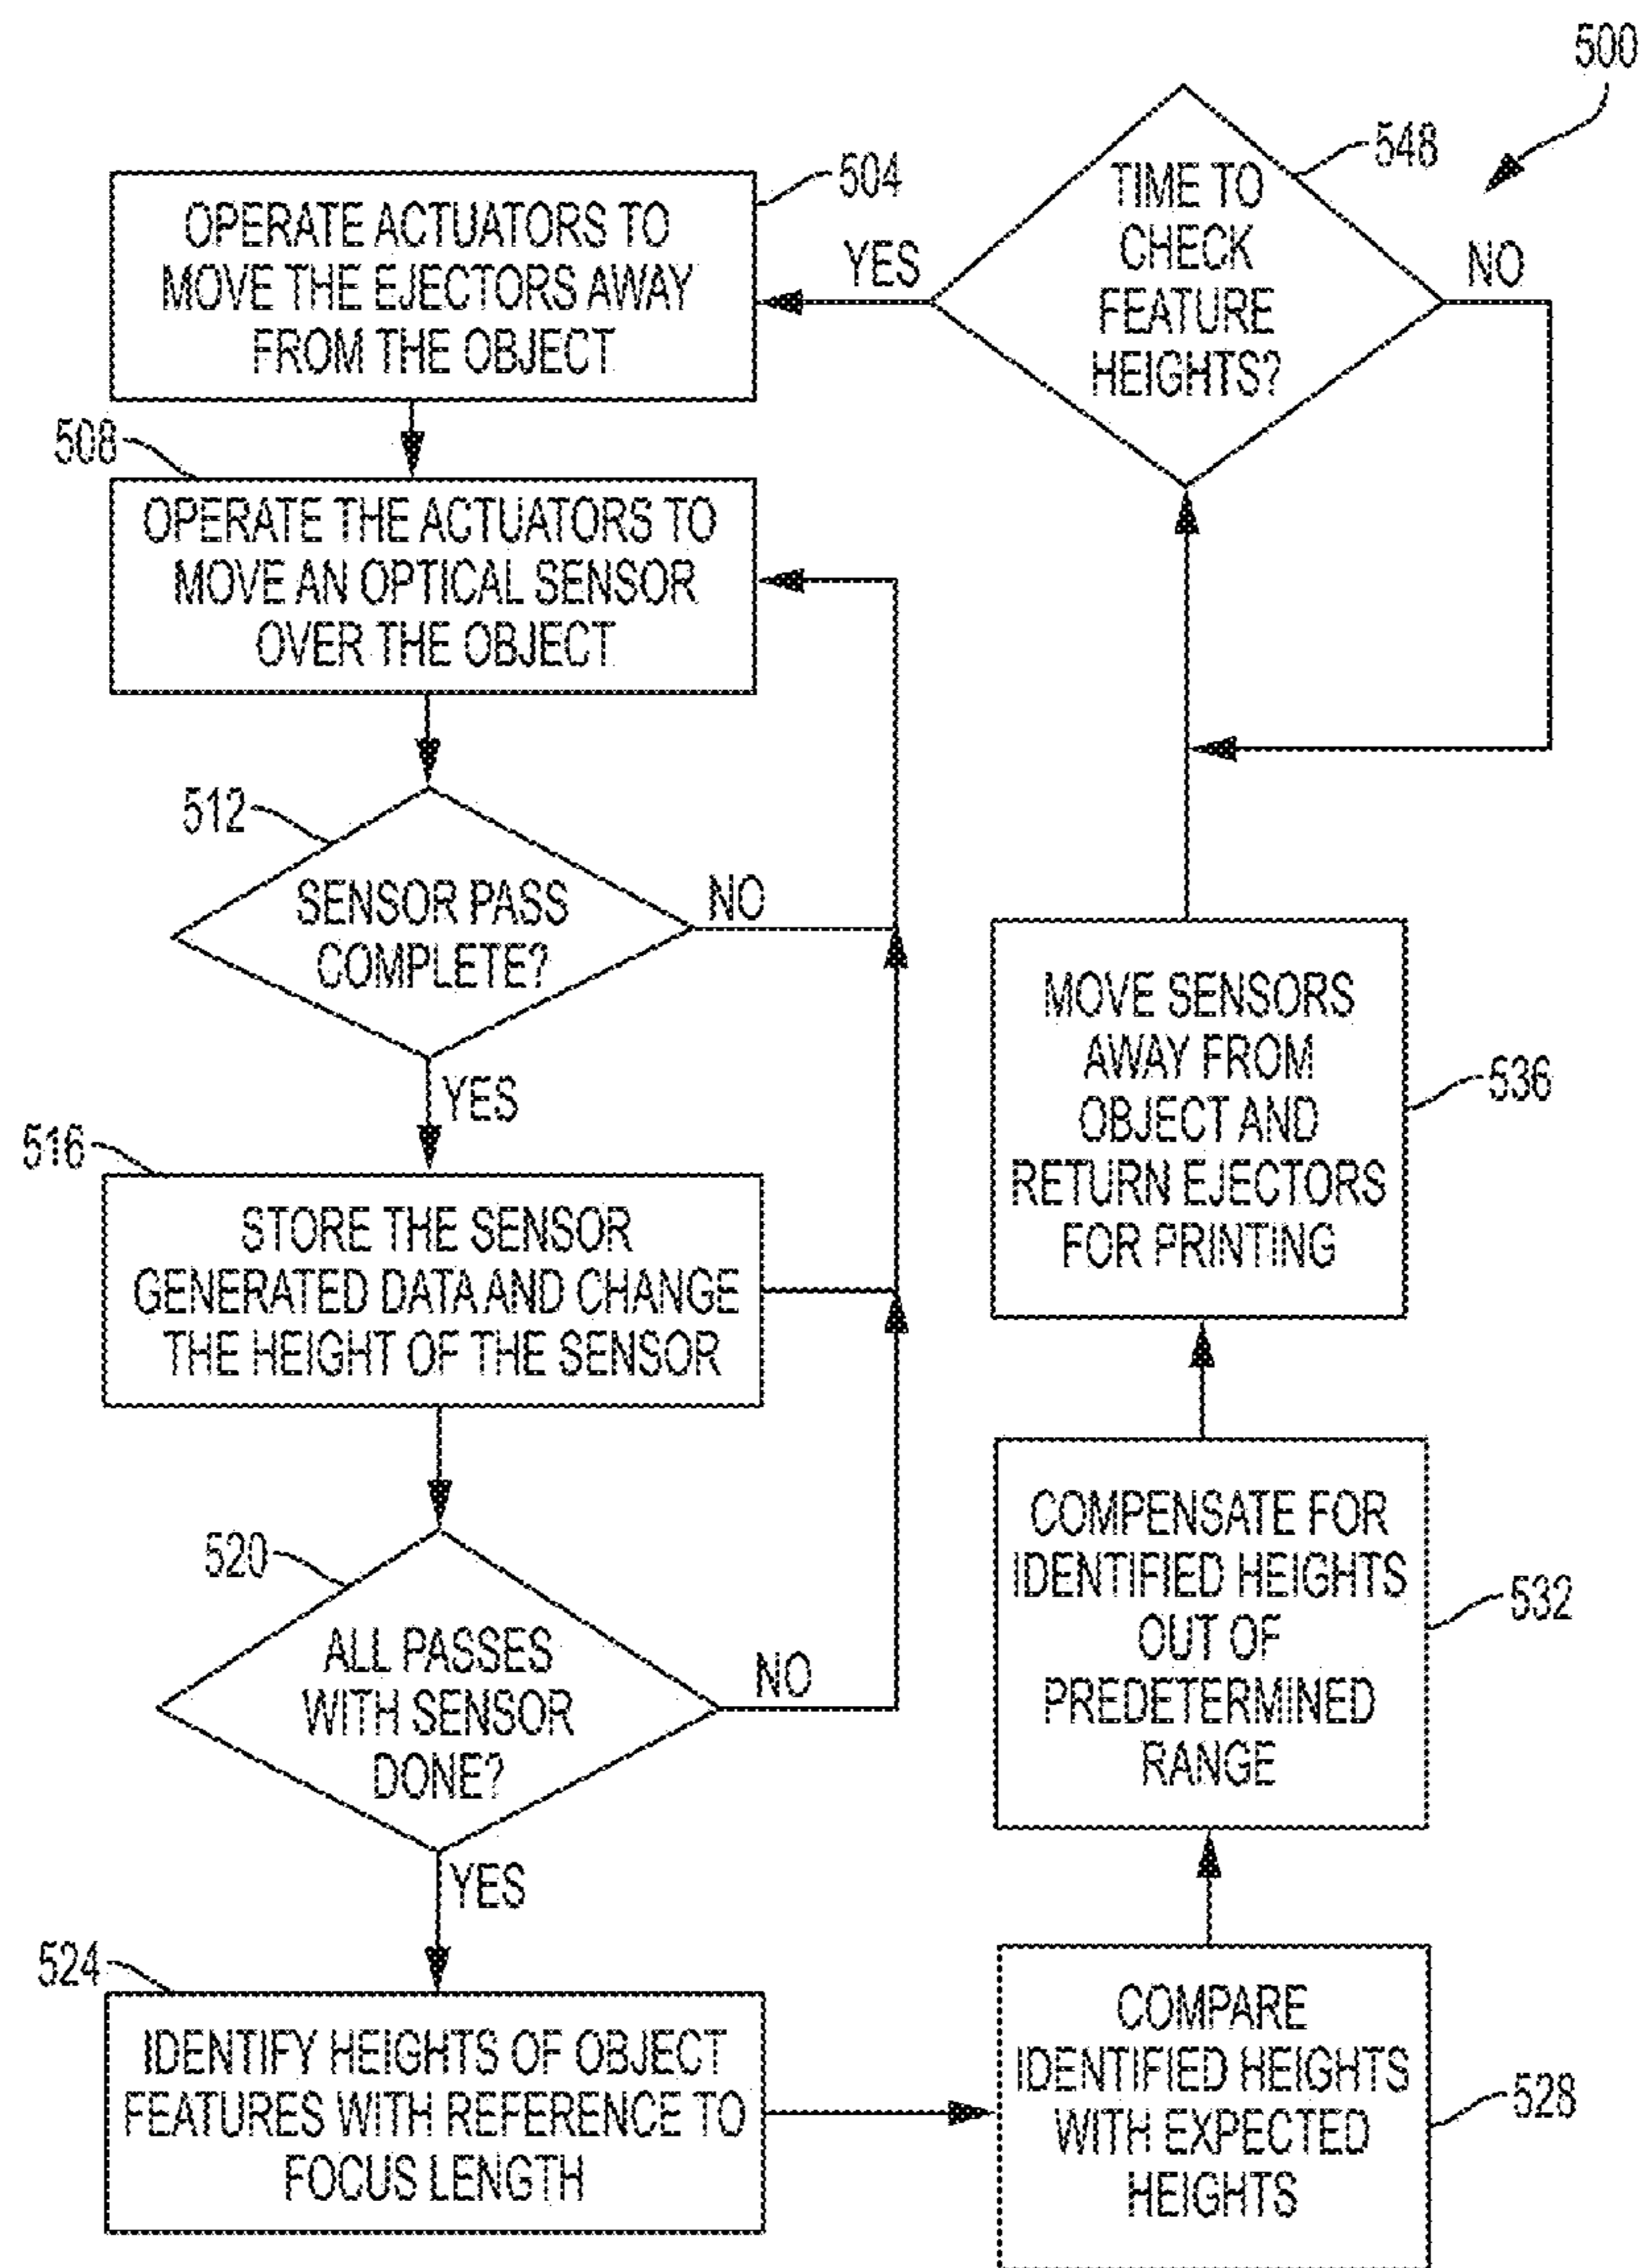 500
548
TIME TO
CHECK
FEATURE
HEIGHTS?
YES
NO
504
OPERATE ACTUATORS TO
MOVE THE EJECTORS AWAY
FROM THE OBJECT
508
OPERATE THE ACTUATORS TO
MOVE AN OPTICAL SENSOR
OVER THE OBJECT
512
SENSOR PASS
COMPLETE?
NO
YES
516
STORE THE SENSOR
GENERATED DATA AND CHANGE
THE HEIGHT OF THE SENSOR
520
ALL PASSES
WITH SENSOR
DONE?
NO
YES
524
IDENTIFY HEIGHTS OF OBJECT
FEATURES WITH REFERENCE TO
FOCUS LENGTH
COMPARE
IDENTIFIED HEIGHTS
WITH EXPECTED
HEIGHTS
528
COMPENSATE FOR
IDENTIFIED HEIGHTS
OUT OF
PREDETERMINED
RANGE
532
MOVE SENSORS
AWAY FROM
OBJECT AND
RETURN EJECTORS
FOR PRINTING
536